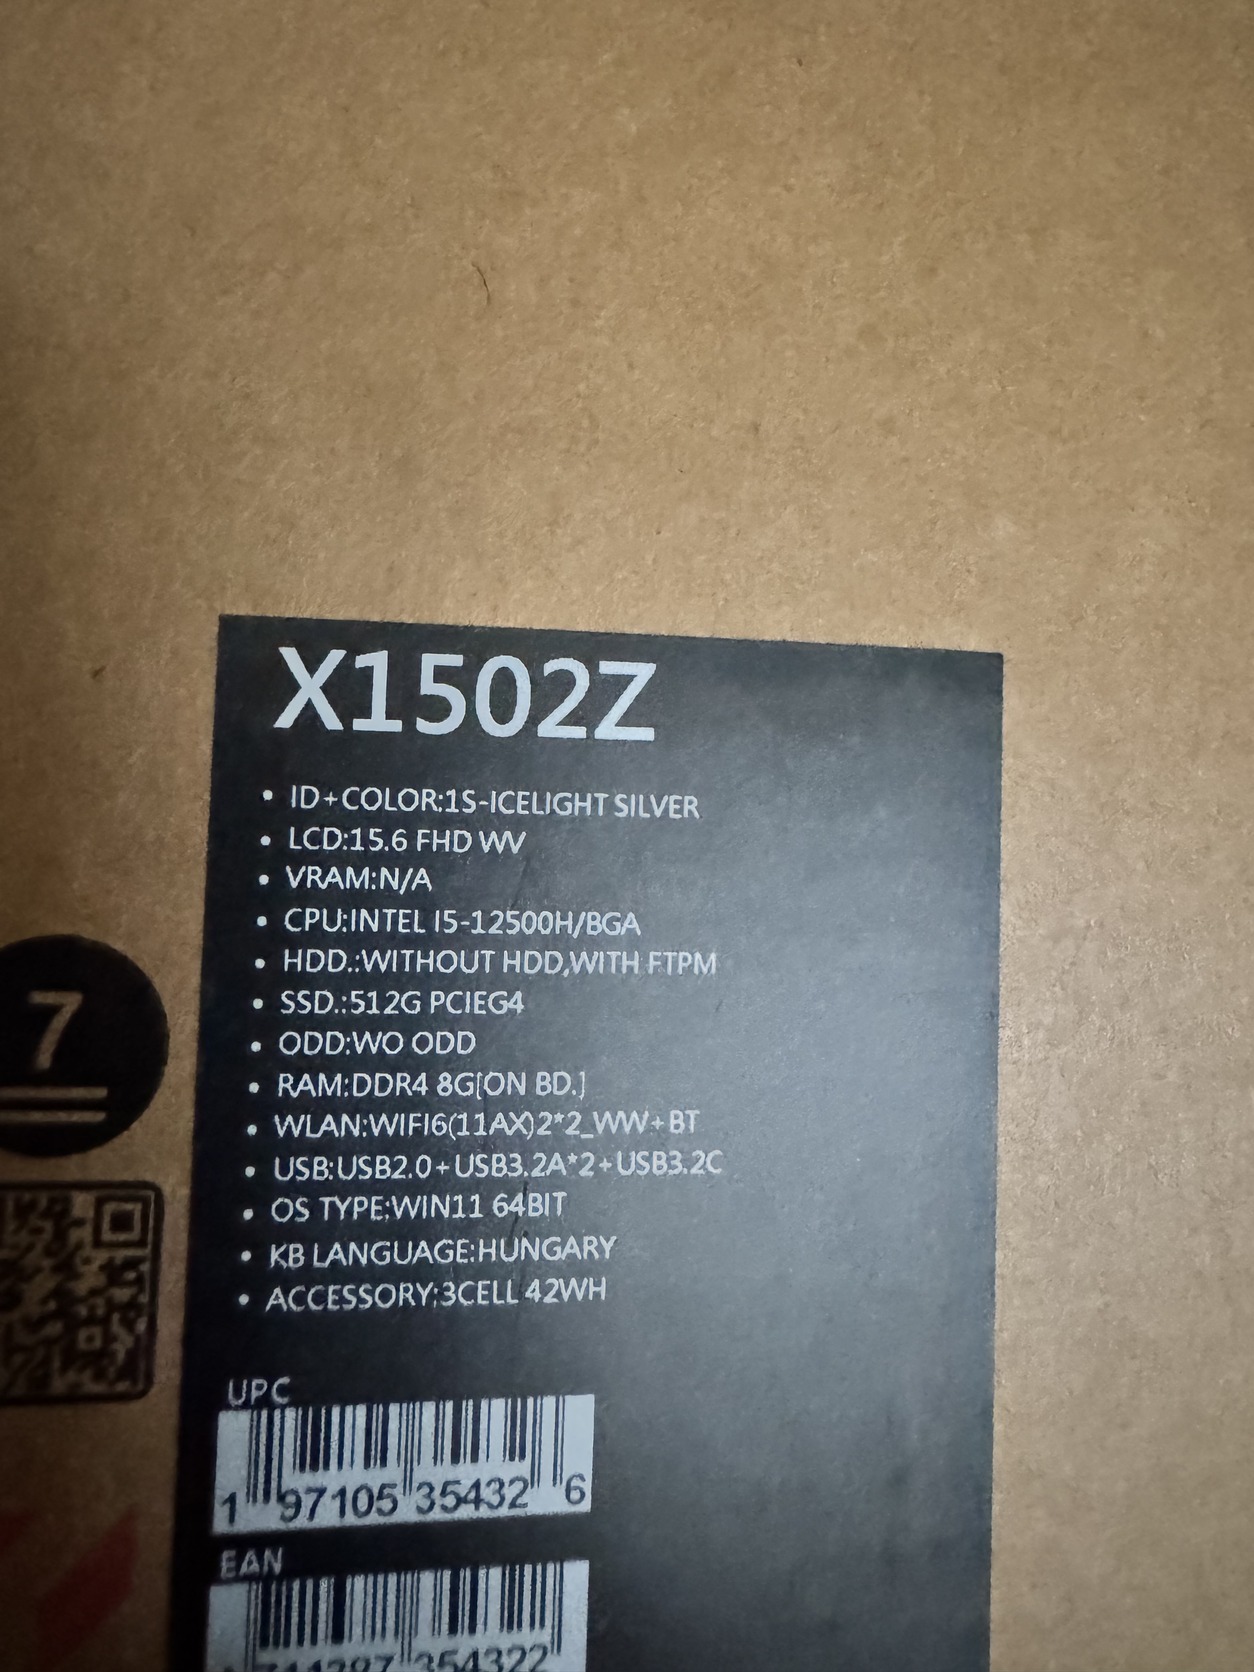 X1502Z
• ID+COLOR:1S-ICELIGHT SILVER
• LCD:15.6 FHD WV
• VRAM:N/A
• CPU:INTEL I5-12500H/BGA
• HDD.:WITHOUT HDD,WITH FTPM
• SSD.:512G PCIEG4
• ODD:WO ODD
• RAM:DDR4 8G[ON BD.]
• WLAN:WIFI6(11AX)2*2_WW+BT
• USB:USB2.0+USB3.2A*2+USB3.2C
• OS TYPE:WIN11 64BIT
• KB LANGUAGE:HUNGARY
• ACCESSORY:3CELL 42WH
7
UPC
1 97105 35432 6
EAN
354322